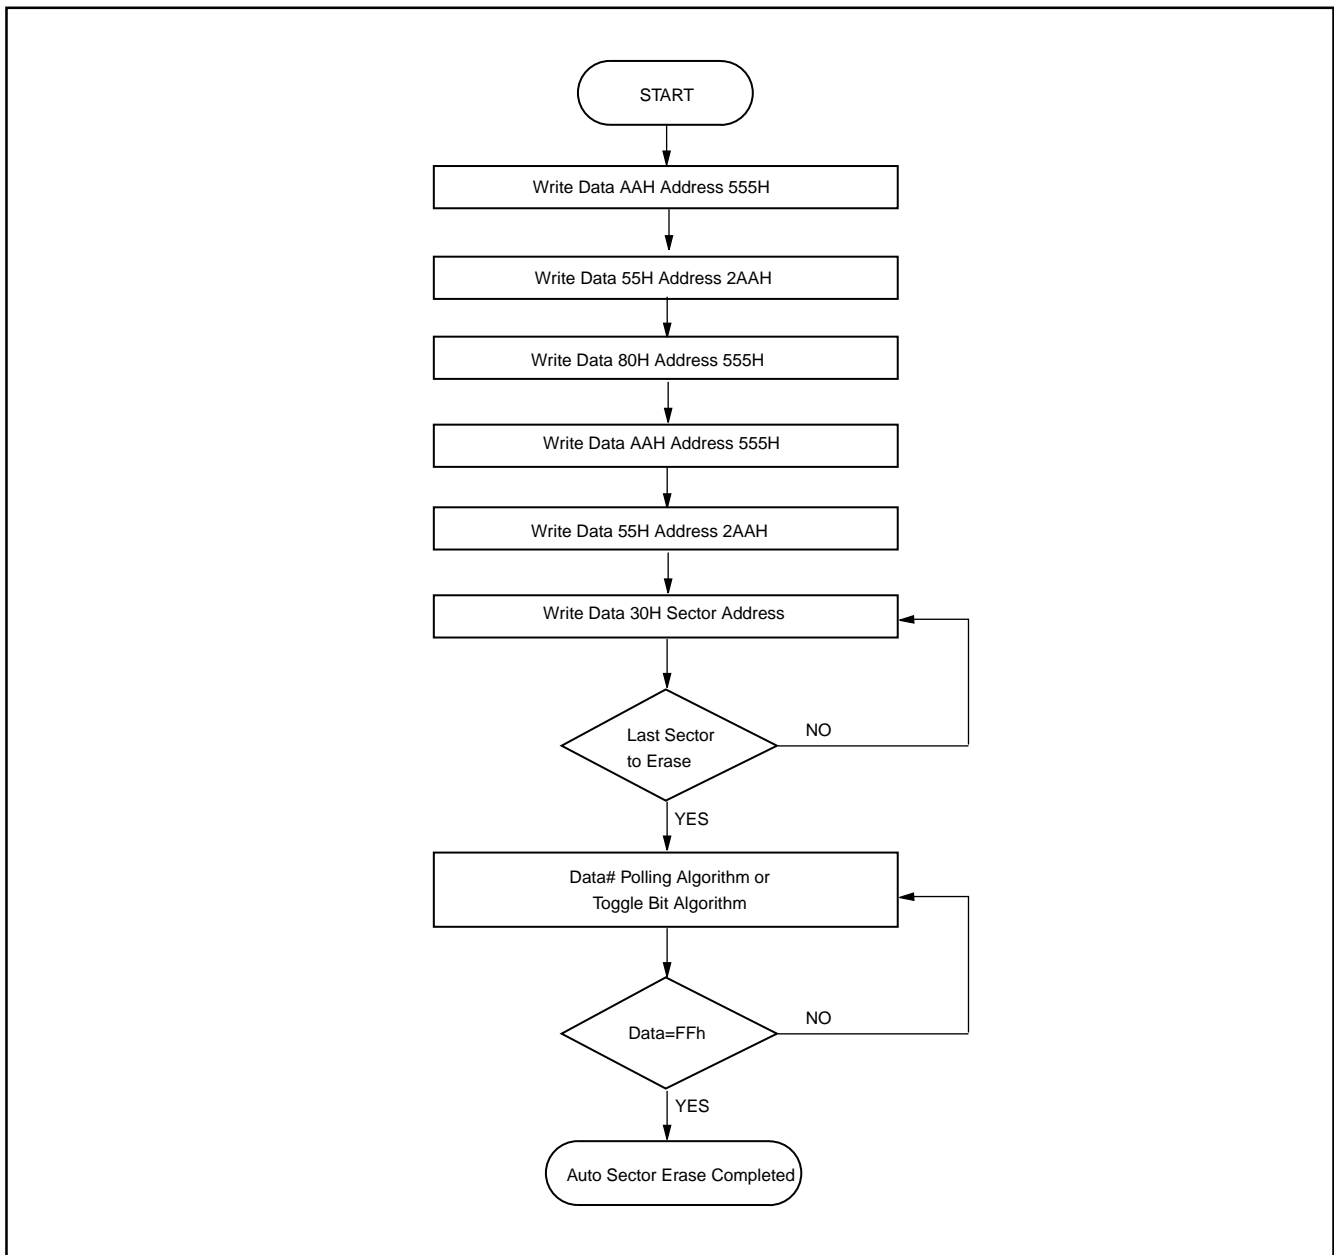 START
Write Data AAH Address 555H
Write Data 55H Address 2AAH
Write Data 80H Address 555H
Write Data AAH Address 555H
Write Data 55H Address 2AAH
Write Data 30H Sector Address
Last Sector
to Erase
NO
YES
Data# Polling Algorithm or
Toggle Bit Algorithm
Data=FFh
NO
YES
Auto Sector Erase Completed